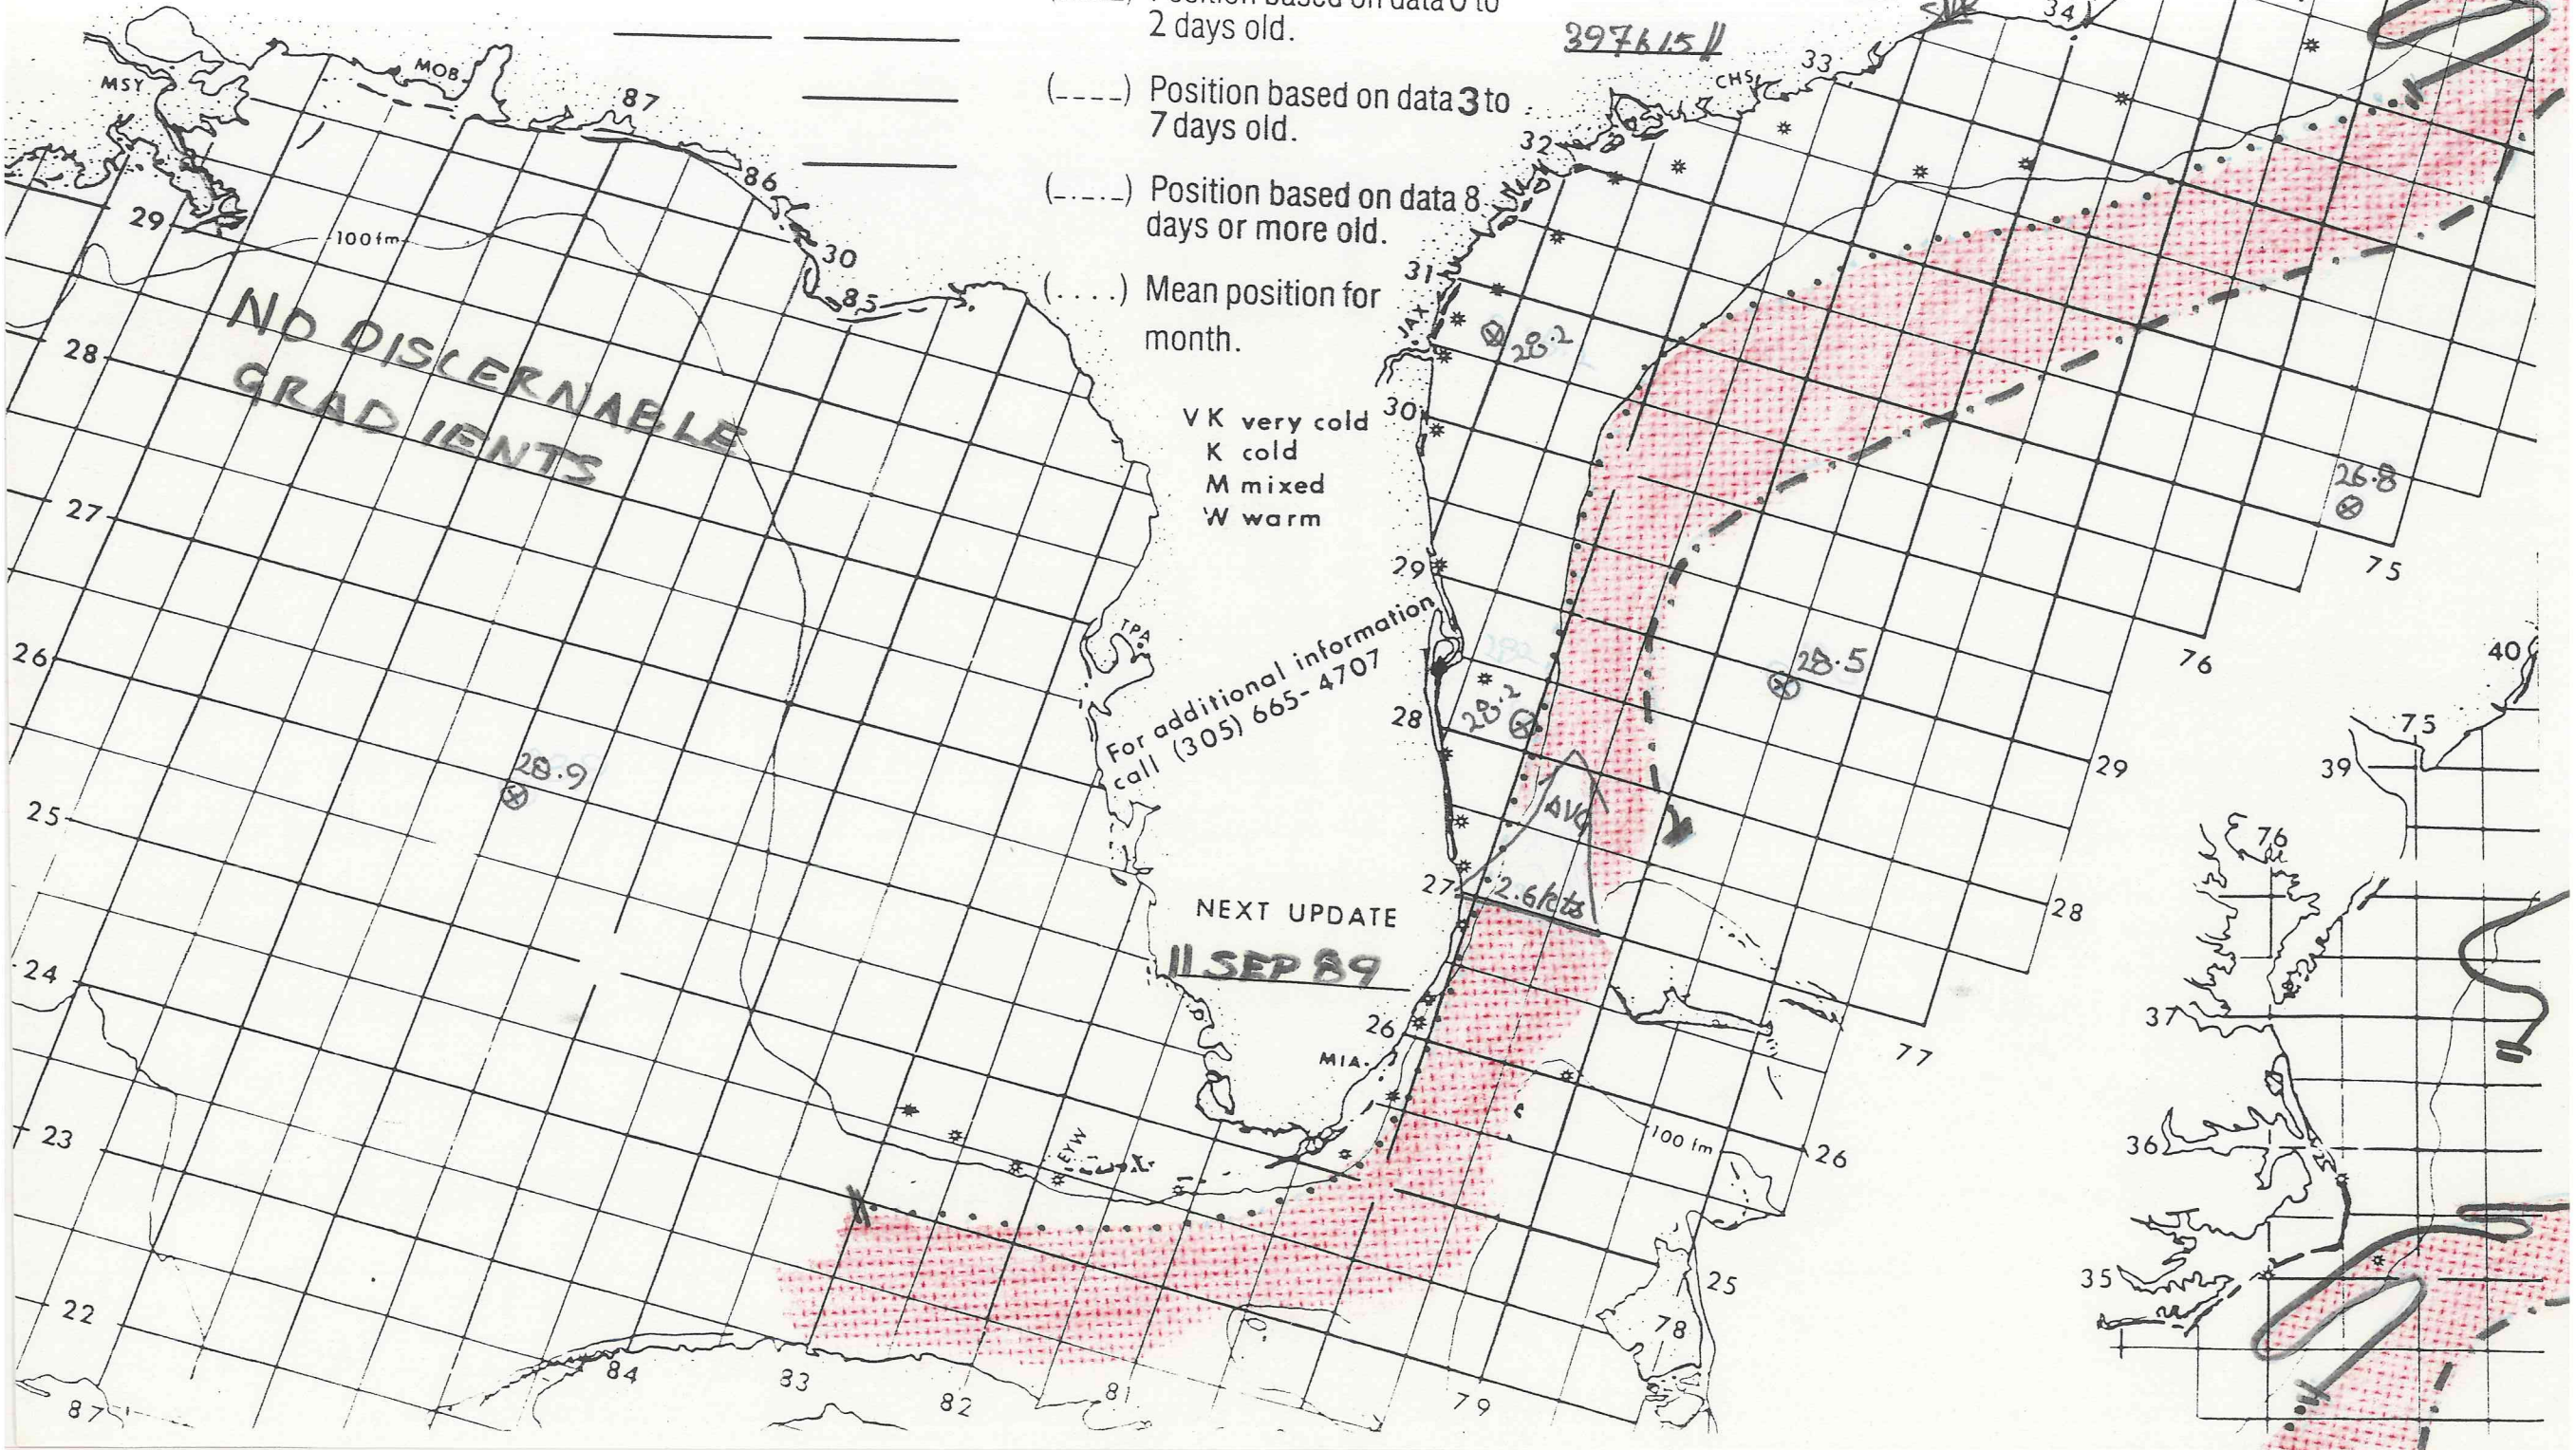 2 days old.
(----) Position based on data 3 to
7 days old.
(_._._) Position based on data 8
days or more old.
(....) Mean position for
month.
34
33
CHS
32
31
JAX
30
29
28
27
26
MIA.
MSY
MOB.
87
86
30
85
29
100 fm
28
27
26
25
24
23
22
NO DISCERNABLE
GRADIENTS
VK very cold
K cold
M mixed
W warm
TPA
For additional information
call (305) 665-4707
NEXT UPDATE
11 SEP 89
EYW
28.2
28.2
28.5
26.8
28.9
AVG
2.6 kts
75
76
29
28
77
26
100 fm
25
78
79
81
82
83
84
87
40
75
39
76
37
36
35